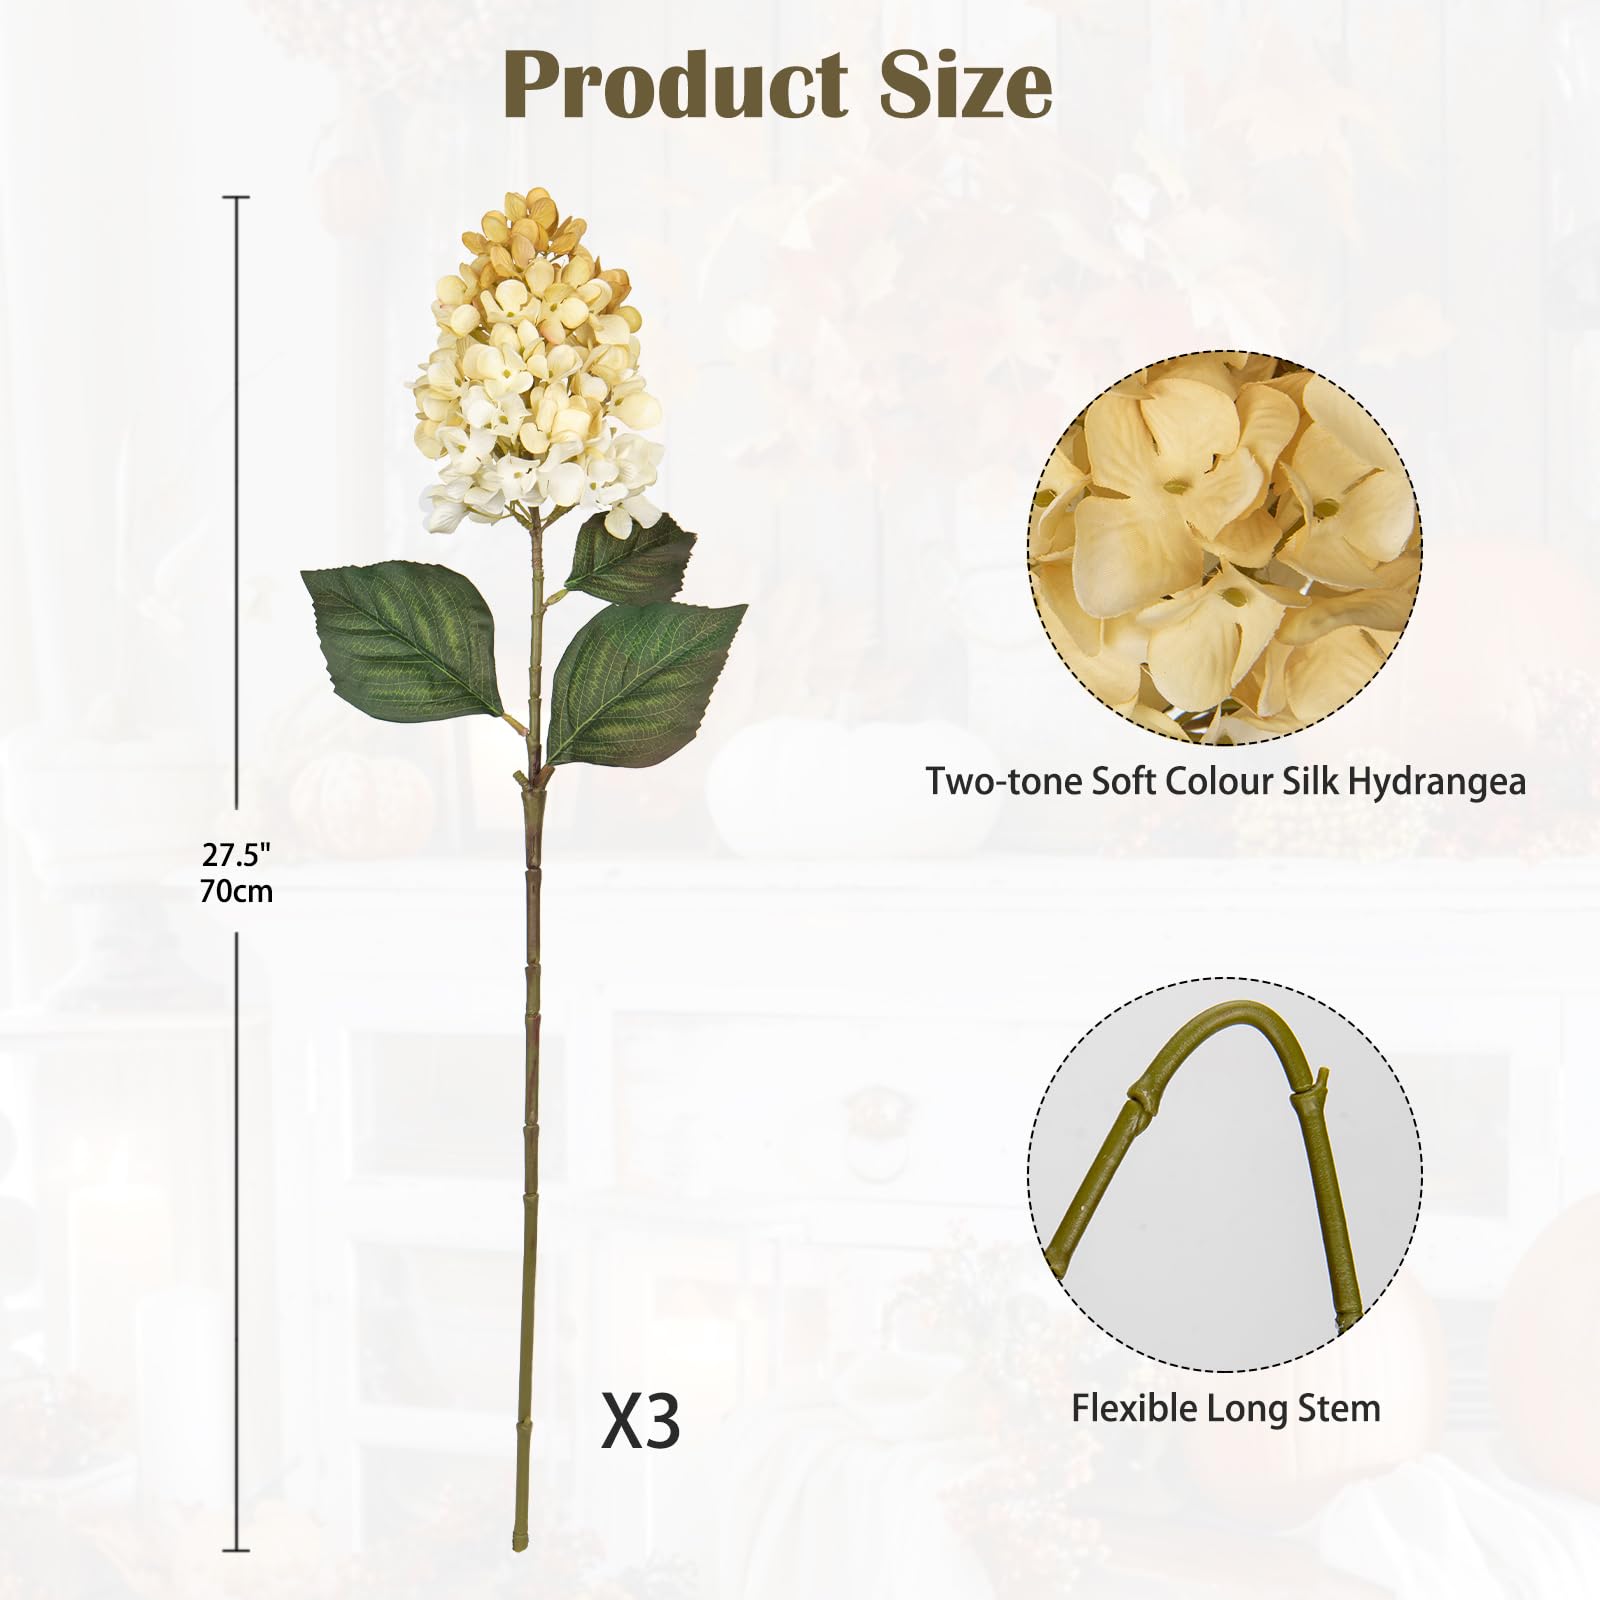 Product Size
27.5"
70cm
Two-tone Soft Colour Silk Hydrangea
X3
Flexible Long Stem